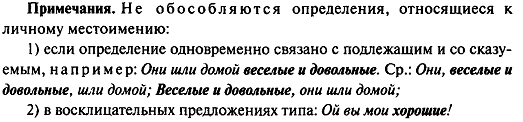 Примечания. Не обособляются определения, относящиеся к
личному местоимению:
1) если определение одновременно связано с подлежащим и со сказу-
емым, например: Они шли домой веселые и довольные. Ср.: Они, веселые и
довольные, шли домой; Веселые и довольные, они шли домой;
2) в восклицательных предложениях типа: Ой вы мои хорошие!